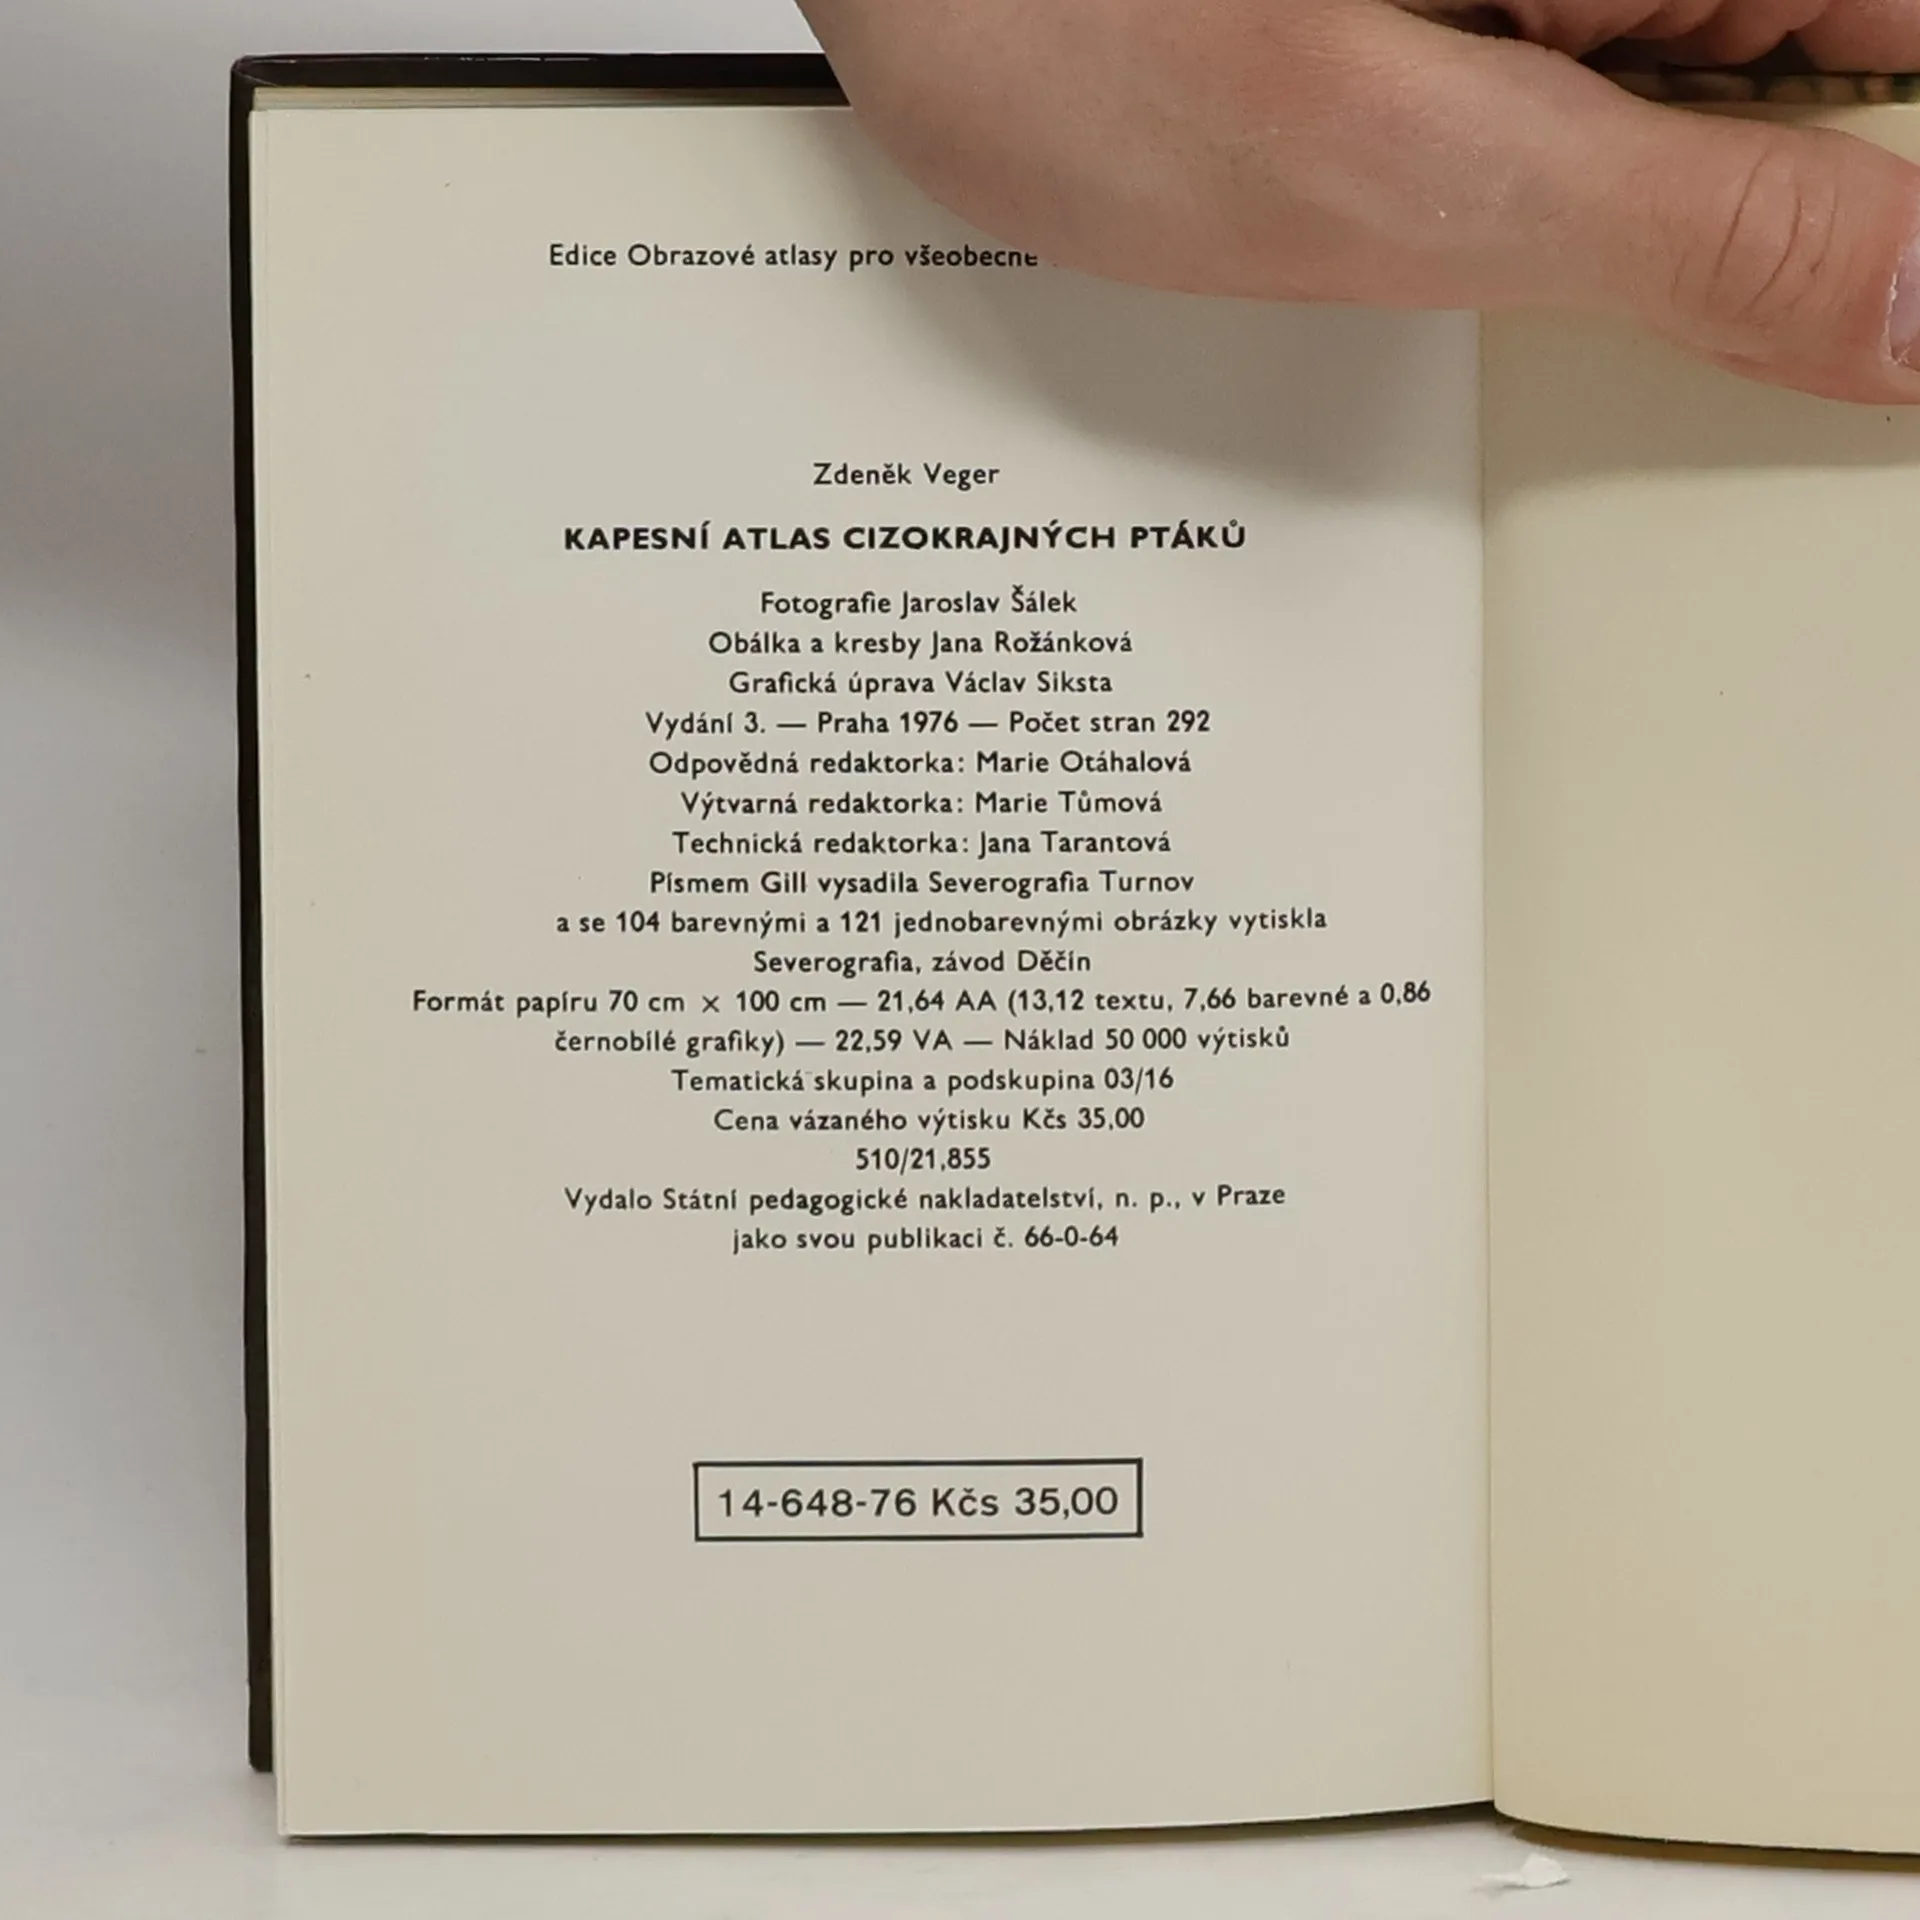 Edice Obrazové atlasy pro všeobecné
Zdeněk Veger
KAPESNÍ ATLAS CIZOKRAJNÝCH PTÁKŮ
Fotografie Jaroslav Šálek
Obálka a kresby Jana Rožánková
Grafická úprava Václav Siksta
Vydání 3. — Praha 1976 — Počet stran 292
Odpovědná redaktorka: Marie Otáhalová
Výtvarná redaktorka: Marie Tůmová
Technická redaktorka: Jana Tarantová
Písmem Gill vysadila Severografia Turnov
a se 104 barevnými a 121 jednobarevnými obrázky vytiskla
Severografia, závod Děčín
Formát papíru 70 cm × 100 cm — 21,64 AA (13,12 textu, 7,66 barevné a 0,86
černobílé grafiky) — 22,59 VA — Náklad 50 000 výtisků
Tematická skupina a podskupina 03/16
Cena vázaného výtisku Kčs 35,00
510/21,855
Vydalo Státní pedagogické nakladatelství, n. p., v Praze
jako svou publikaci č. 66-0-64
14-648-76 Kčs 35,00